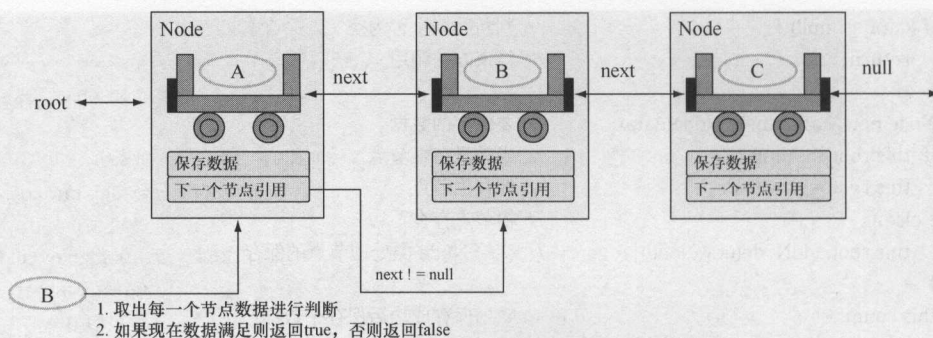 Node
Node
Node
A
B
C
next
next
null
root
保存数据
下一个节点引用
保存数据
下一个节点引用
保存数据
下一个节点引用
next ! = null
B
1. 取出每一个节点数据进行判断
2. 如果现在数据满足则返回true，否则返回false